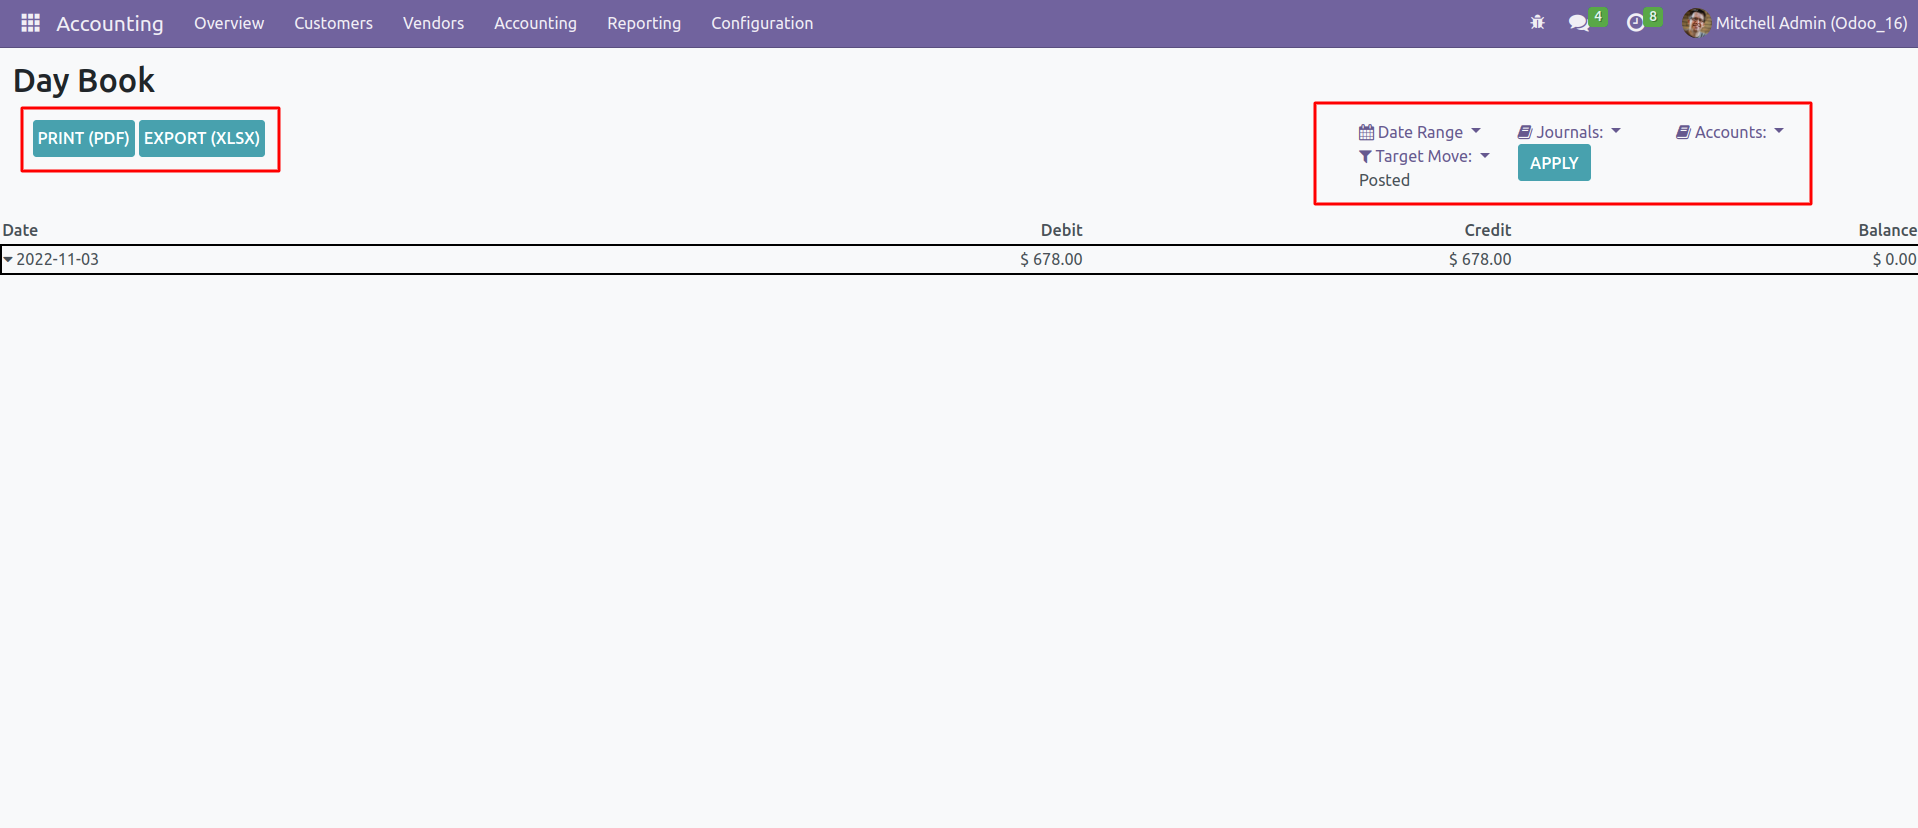 Accounting Overview Customers Vendors Accounting Reporting Configuration 4 8 Mitchell Admin (Odoo_16)
Day Book
PRINT (PDF) EXPORT (XLSX)
Date Range Journals: Accounts:
Target Move: APPLY
Posted
Date Debit Credit Balance
2022-11-03 $ 678.00 $ 678.00 $ 0.00